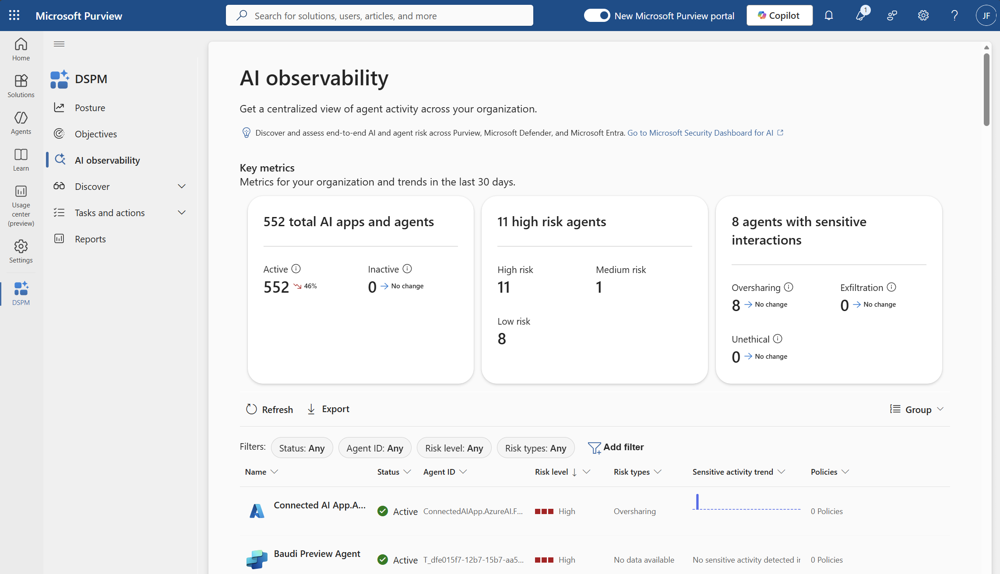 Microsoft Purview
Search for solutions, users, articles, and more
New Microsoft Purview portal
Copilot
1
JF
Home
Solutions
Agents
Learn
Usage
center
(preview)
Settings
DSPM
DSPM
Posture
Objectives
AI observability
Discover
Tasks and actions
Reports
AI observability
Get a centralized view of agent activity across your organization.
Discover and assess end-to-end AI and agent risk across Purview, Microsoft Defender, and Microsoft Entra. Go to Microsoft Security Dashboard for AI
Key metrics
Metrics for your organization and trends in the last 30 days.
552 total AI apps and agents
Active
552 46%
Inactive
0 No change
11 high risk agents
High risk
11
Medium risk
1
Low risk
8
8 agents with sensitive
interactions
Oversharing
8 No change
Exfiltration
0 No change
Unethical
0 No change
Refresh Export Group
Filters: Status: Any Agent ID: Any Risk level: Any Risk types: Any Add filter
Name Status Agent ID Risk level Risk types Sensitive activity trend Policies
Connected AI App.A... Active ConnectedAIApp.AzureAI.F... High Oversharing 0 Policies
Baudi Preview Agent Active T_dfe015f7-12b7-15b7-aa5... High No data available No sensitive activity detected ir 0 Policies